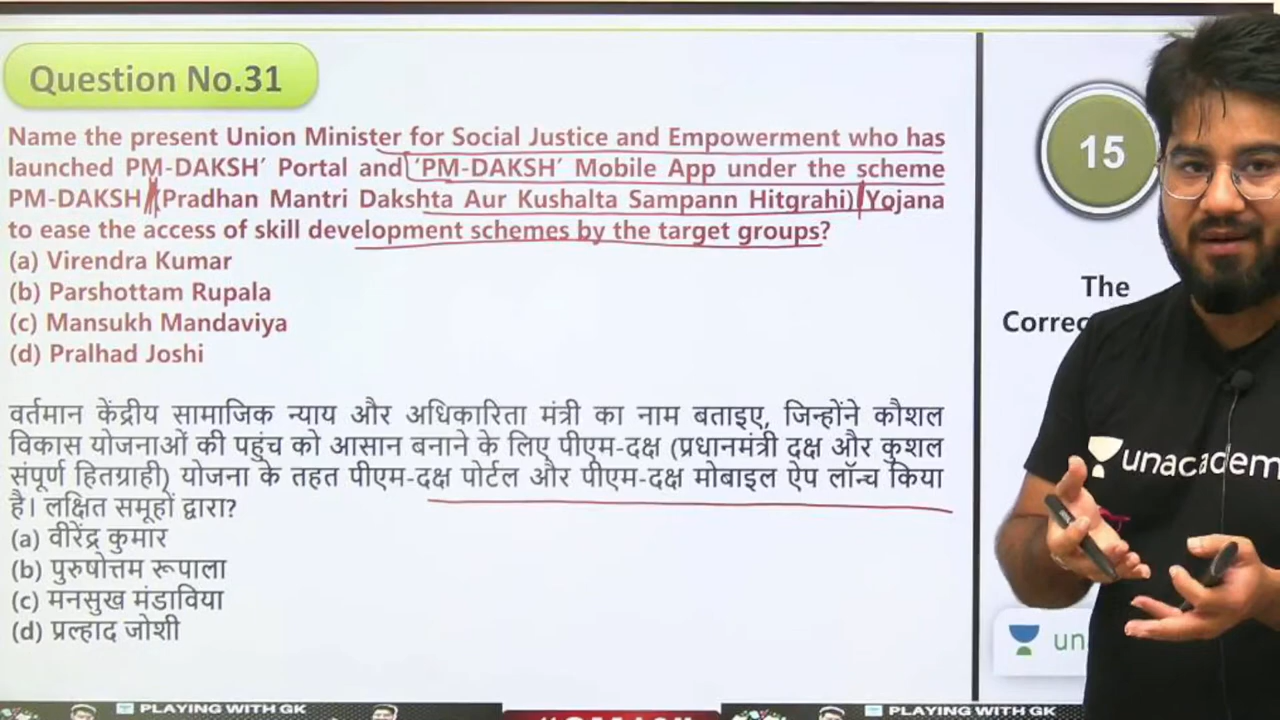 Question No.31
Name the present Union Minister for Social Justice and Empowerment who has
launched PM-DAKSH’ Portal and ‘PM-DAKSH’ Mobile App under the scheme
PM-DAKSH (Pradhan Mantri Dakshta Aur Kushalta Sampann Hitgrahi) Yojana
to ease the access of skill development schemes by the target groups?
(a) Virendra Kumar
(b) Parshottam Rupala
(c) Mansukh Mandaviya
(d) Pralhad Joshi
वर्तमान केंद्रीय सामाजिक न्याय और अधिकारिता मंत्री का नाम बताइए, जिन्होंने कौशल
विकास योजनाओं की पहुंच को आसान बनाने के लिए पीएम-दक्ष (प्रधानमंत्री दक्ष और कुशल
संपूर्ण हितग्राही) योजना के तहत पीएम-दक्ष पोर्टल और पीएम-दक्ष मोबाइल ऐप लॉन्च किया
है। लक्षित समूहों द्वारा?
(a) वीरेंद्र कुमार
(b) पुरुषोत्तम रूपाला
(c) मनसुख मंडाविया
(d) प्रल्हाद जोशी
15
The
Correc
unacadem
un
PLAYING WITH GK
PLAYING WITH GK